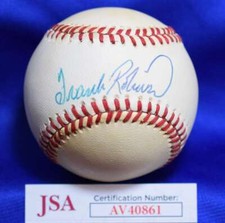 Frank Robinson
JSA
Certification Number:
AV40861